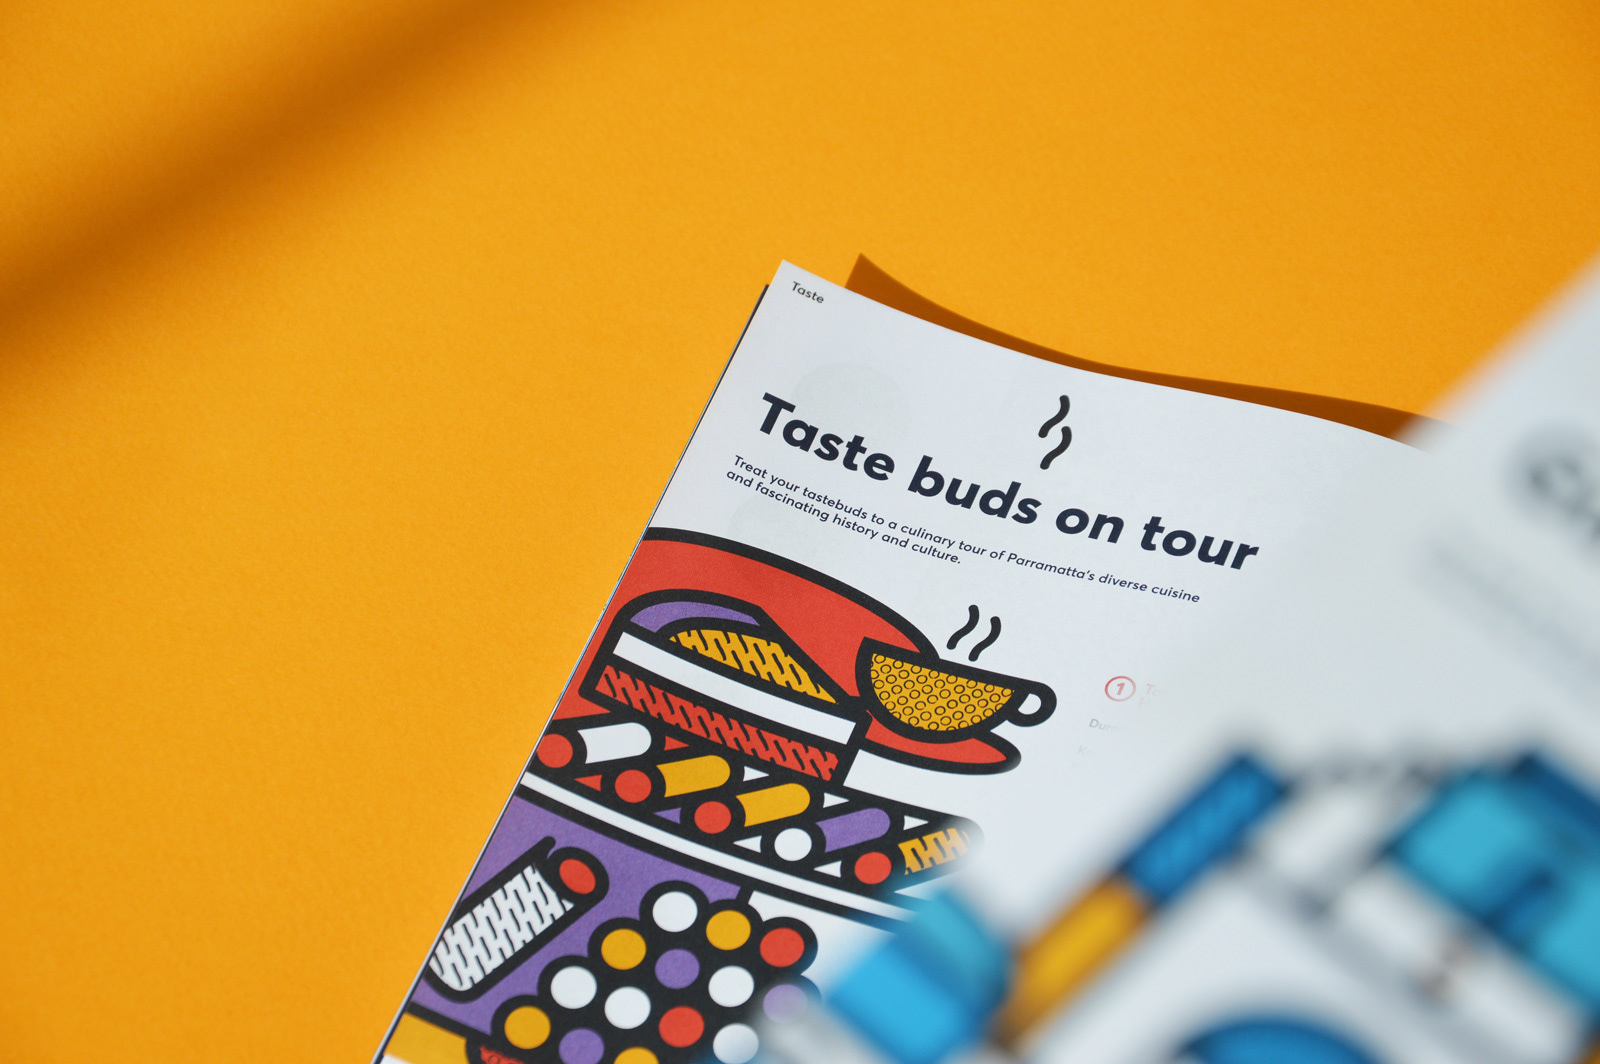 Taste
Taste buds on tour
Treat your tastebuds to a culinary tour of Parramatta's diverse cuisine
and fascinating history and culture.
1